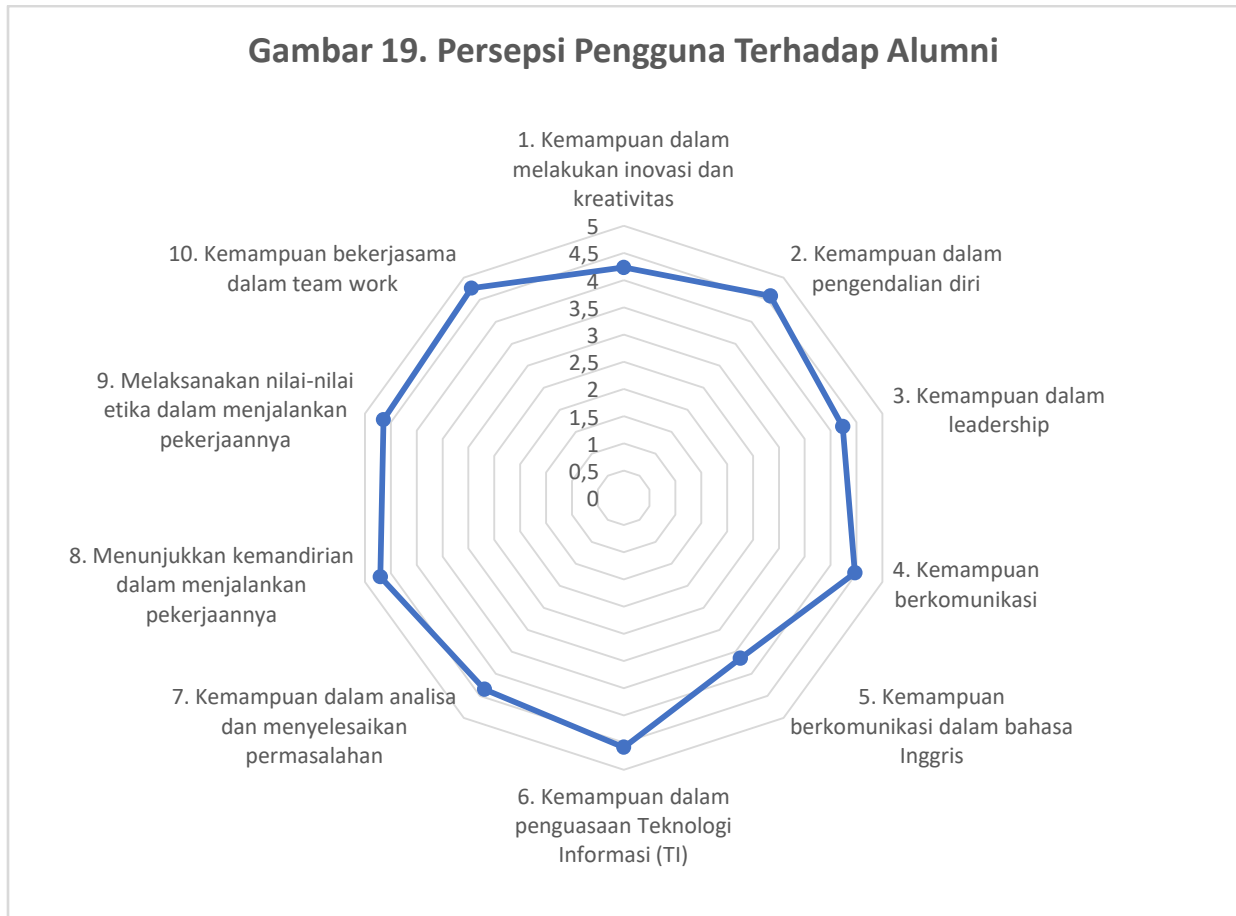 Gambar 19. Persepsi Pengguna Terhadap Alumni
1. Kemampuan dalam
melakukan inovasi dan
kreativitas
2. Kemampuan dalam
pengendalian diri
3. Kemampuan dalam
leadership
4. Kemampuan
berkomunikasi
5. Kemampuan
berkomunikasi dalam bahasa
Inggris
6. Kemampuan dalam
penguasaan Teknologi
Informasi (TI)
7. Kemampuan dalam analisa
dan menyelesaikan
permasalahan
8. Menunjukkan kemandirian
dalam menjalankan
pekerjaannya
9. Melaksanakan nilai-nilai
etika dalam menjalankan
pekerjaannya
10. Kemampuan bekerjasama
dalam team work
5
4,5
4
3,5
3
2,5
2
1,5
1
0,5
0